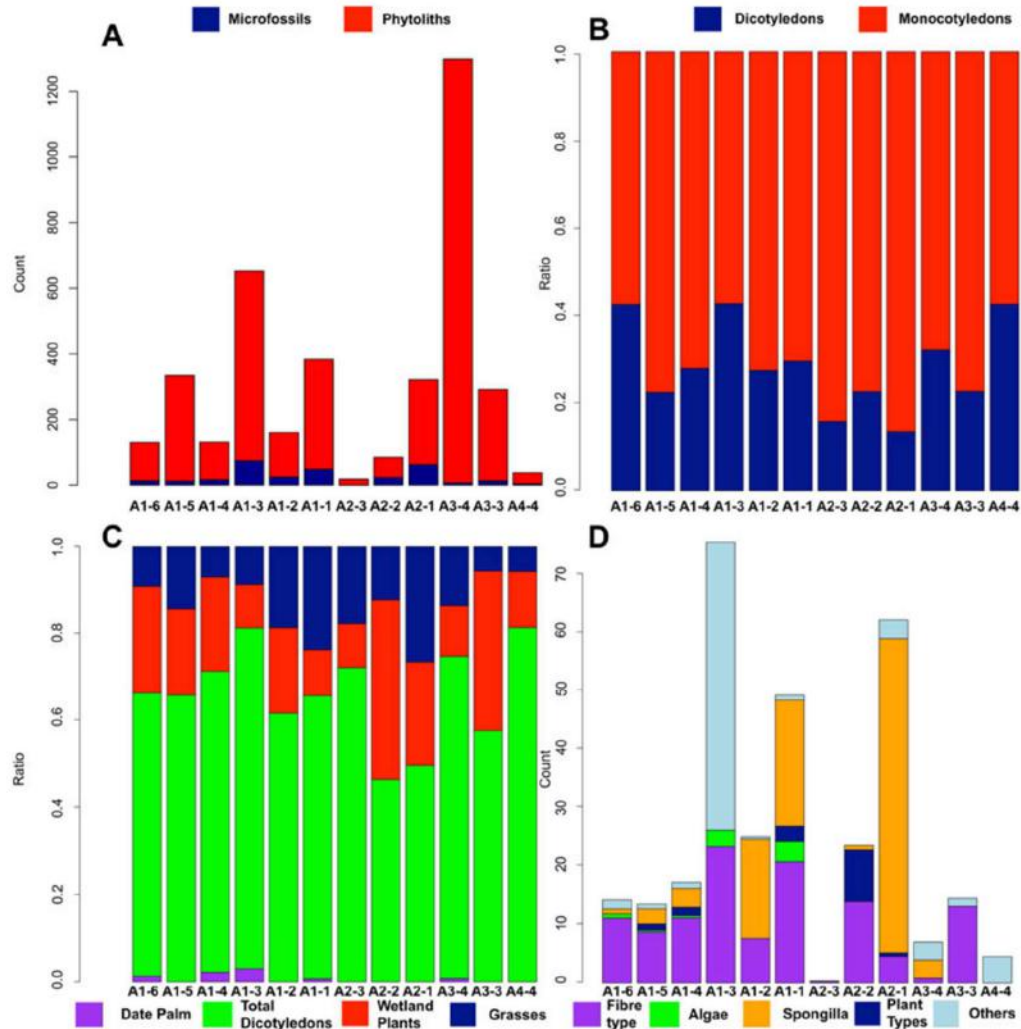 A
Microfossils Phytoliths
Count
1200
1000
800
600
400
200
0
A1-6 A1-5 A1-4 A1-3 A1-2 A1-1 A2-3 A2-2 A2-1 A3-4 A3-3 A4-4
B
Dicotyledons Monocotyledons
Ratio
1.0
0.8
0.6
0.4
0.2
0.0
A1-6 A1-5 A1-4 A1-3 A1-2 A1-1 A2-3 A2-2 A2-1 A3-4 A3-3 A4-4
C
Ratio
1.0
0.8
0.6
0.4
0.2
0.0
A1-6 A1-5 A1-4 A1-3 A1-2 A1-1 A2-3 A2-2 A2-1 A3-4 A3-3 A4-4
Date Palm Total Dicotyledons Wetland Plants Grasses
D
Count
70
60
50
40
30
20
10
0
A1-6 A1-5 A1-4 A1-3 A1-2 A1-1 A2-3 A2-2 A2-1 A3-4 A3-3 A4-4
Fibre type Algae Spongilla Plant Types Others